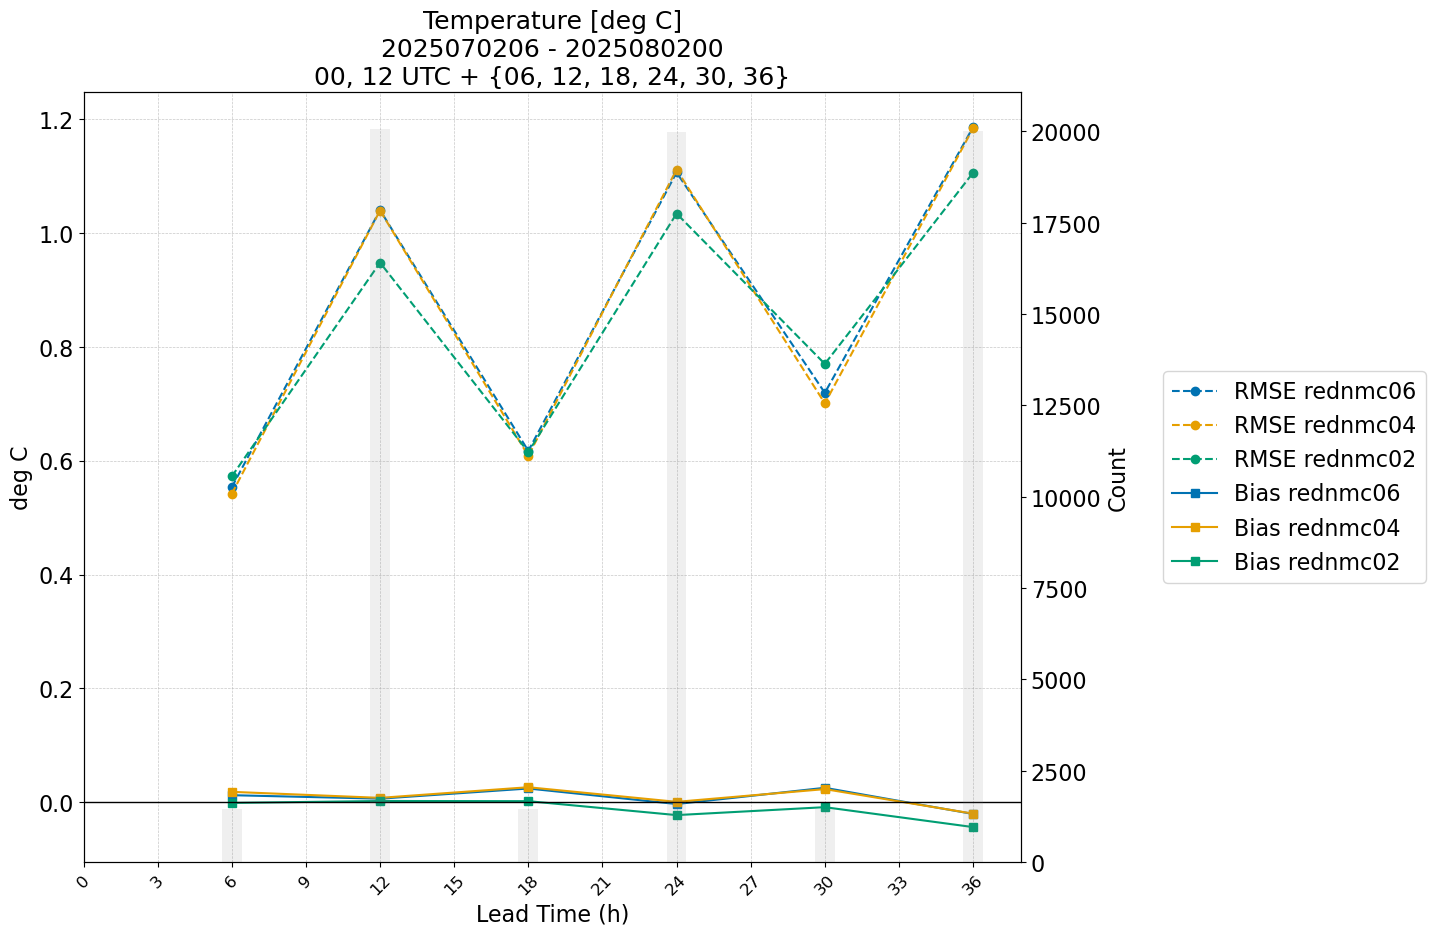 Temperature [deg C]
2025070206 - 2025080200
00, 12 UTC + {06, 12, 18, 24, 30, 36}
1.2
1.0
0.8
0.6
0.4
0.2
0.0
deg C
20000
17500
15000
12500
10000
7500
5000
2500
0
Count
0 3 6 9 12 15 18 21 24 27 30 33 36
Lead Time (h)
RMSE rednmc06
RMSE rednmc04
RMSE rednmc02
Bias rednmc06
Bias rednmc04
Bias rednmc02